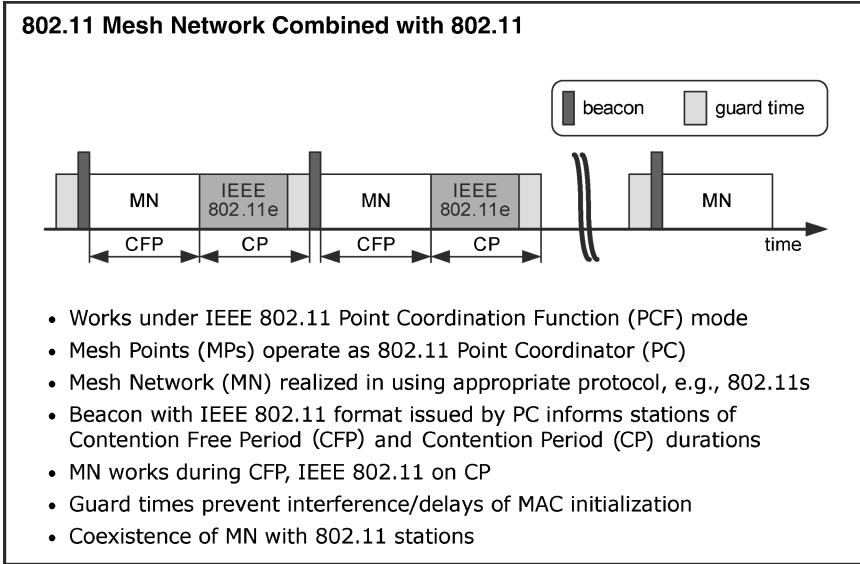 802.11 Mesh Network Combined with 802.11
beacon guard time
MN IEEE 802.11e MN IEEE 802.11e MN
CFP CP CFP CP time
• Works under IEEE 802.11 Point Coordination Function (PCF) mode
• Mesh Points (MPs) operate as 802.11 Point Coordinator (PC)
• Mesh Network (MN) realized in using appropriate protocol, e.g., 802.11s
• Beacon with IEEE 802.11 format issued by PC informs stations of
Contention Free Period (CFP) and Contention Period (CP) durations
• MN works during CFP, IEEE 802.11 on CP
• Guard times prevent interference/delays of MAC initialization
• Coexistence of MN with 802.11 stations